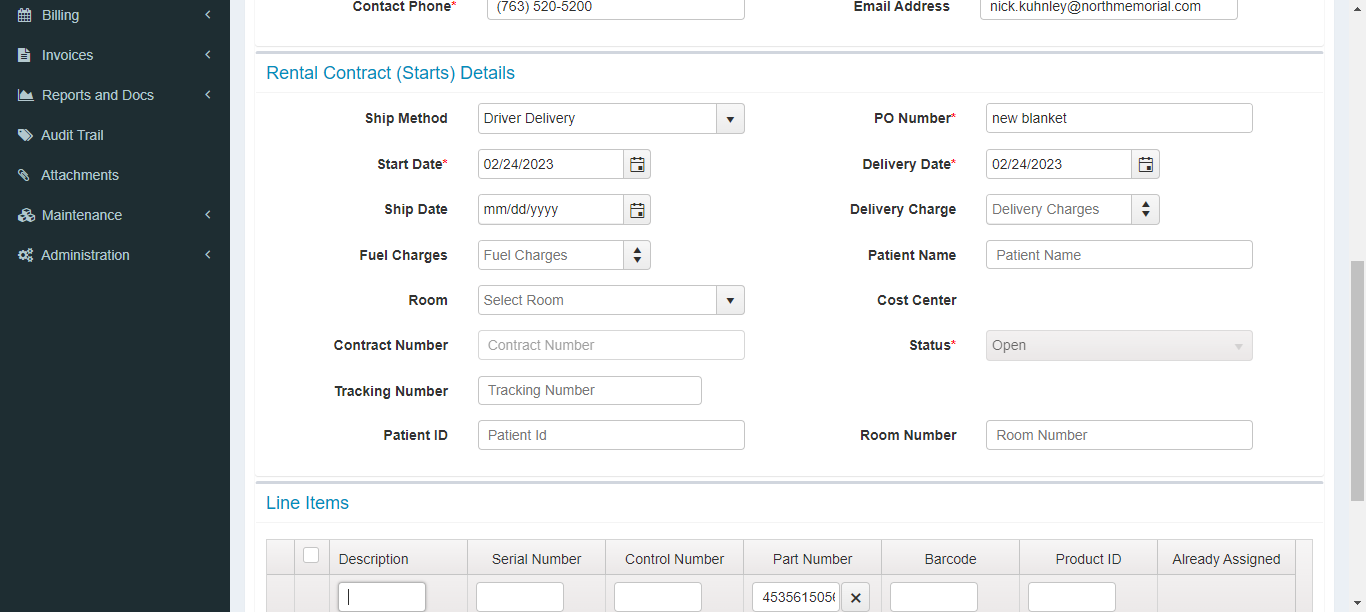 Billing
Invoices
Reports and Docs
Audit Trail
Attachments
Maintenance
Administration
Contact Phone* (763) 520-5200 Email Address nick.kuhnley@northmemorial.com
Rental Contract (Starts) Details
Ship Method Driver Delivery PO Number* new blanket
Start Date* 02/24/2023 Delivery Date* 02/24/2023
Ship Date mm/dd/yyyy Delivery Charge Delivery Charges
Fuel Charges Fuel Charges Patient Name Patient Name
Room Select Room Cost Center
Contract Number Contract Number Status* Open
Tracking Number Tracking Number
Patient ID Patient Id Room Number Room Number
Line Items
Description Serial Number Control Number Part Number Barcode Product ID Already Assigned
453561505